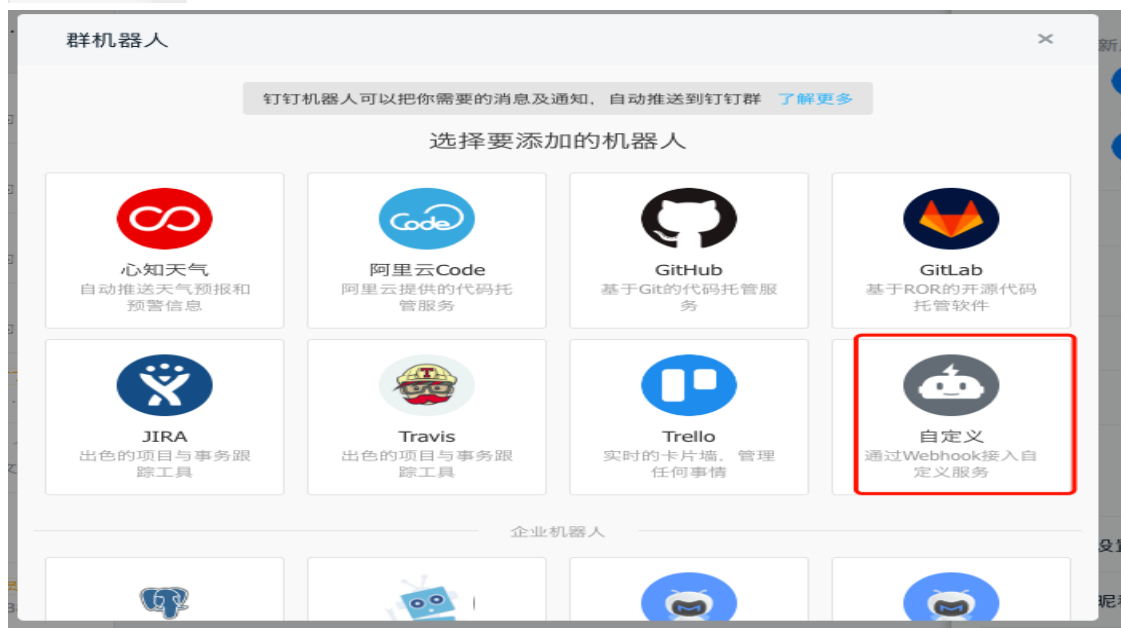 群机器人
×
钉钉机器人可以把你需要的消息及通知，自动推送到钉钉群 了解更多
选择要添加的机器人
心知天气
自动推送天气预报和
预警信息
Code
阿里云Code
阿里云提供的代码托
管服务
GitHub
基于Git的代码托管服
务
GitLab
基于ROR的开源代码
托管软件
JIRA
出色的项目与事务跟
踪工具
T
Travis
出色的项目与事务跟
踪工具
Trello
实时的卡片墙，管理
任何事情
自定义
通过Webhook接入自
定义服务
企业机器人
新
设置
昵